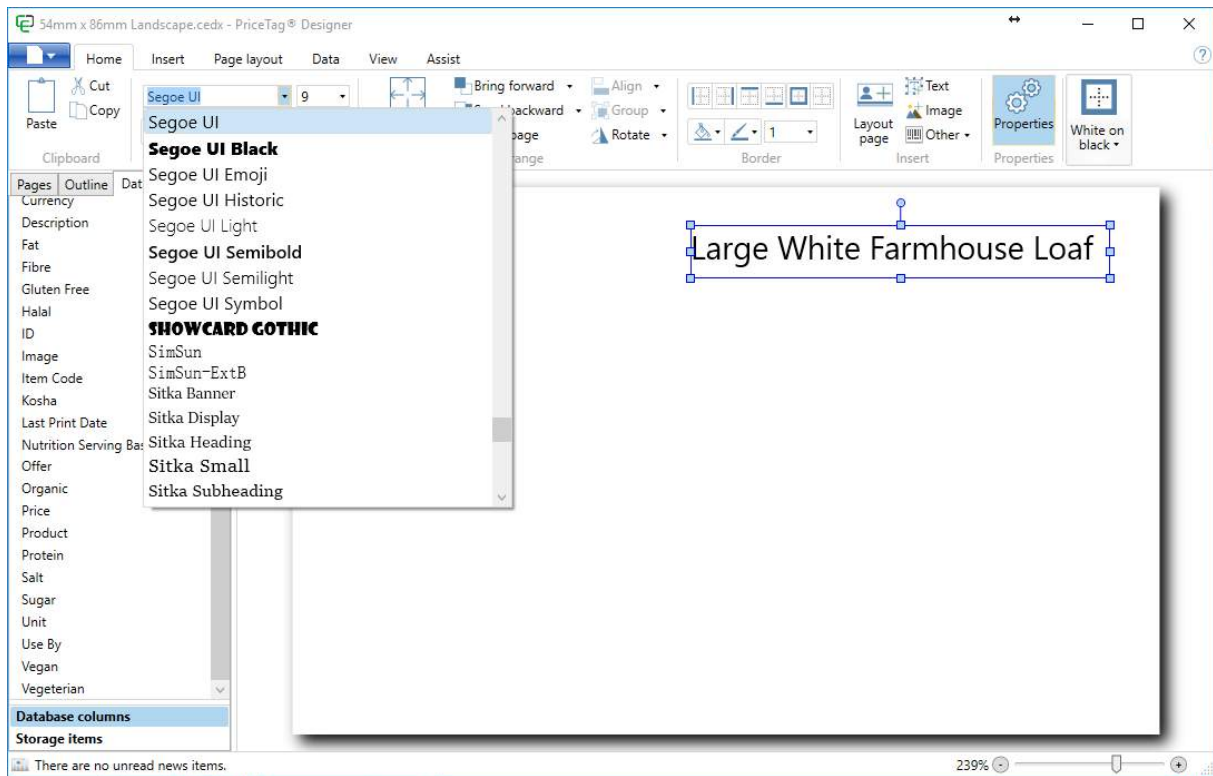 54mm x 86mm Landscape.cedx - PriceTag® Designer
Home Insert Page layout Data View Assist
Paste
Cut
Copy
Clipboard
Segoe UI
9
Bring forward
backward
page
Align
Group
Rotate
1
Border
Layout page
Text
Image
Other
Insert
Properties
Properties
White on black
Pages Outline Dat
Currency
Description
Fat
Fibre
Gluten Free
Halal
ID
Image
Item Code
Kosha
Last Print Date
Nutrition Serving Bas
Offer
Organic
Price
Product
Protein
Salt
Sugar
Unit
Use By
Vegan
Vegeterian
Database columns
Storage items
Segoe UI
Segoe UI Black
Segoe UI Emoji
Segoe UI Historic
Segoe UI Light
Segoe UI Semibold
Segoe UI Semilight
Segoe UI Symbol
SHOWCARD GOTHIC
SimSun
SimSun-ExtB
Sitka Banner
Sitka Display
Sitka Heading
Sitka Small
Sitka Subheading
Large White Farmhouse Loaf
There are no unread news items.
239%